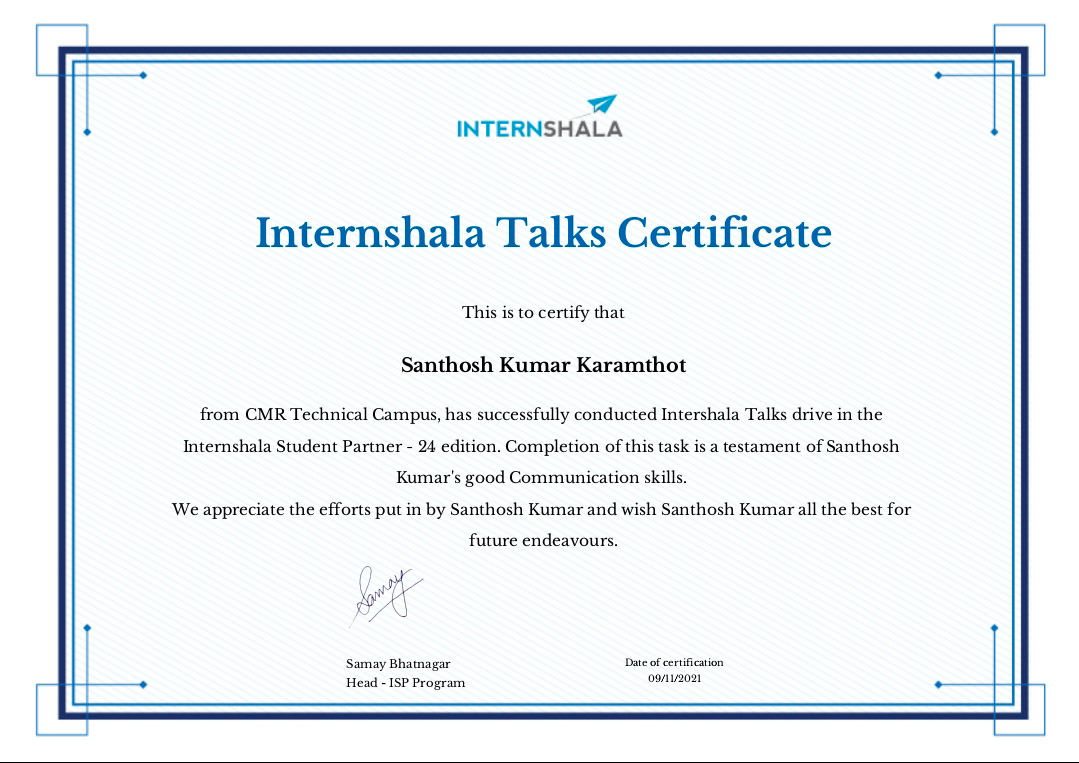 INTERNSHALA
Internshala Talks Certificate
This is to certify that
Santhosh Kumar Karamthot
from CMR Technical Campus, has successfully conducted Intershala Talks drive in the
Internshala Student Partner - 24 edition. Completion of this task is a testament of Santhosh
Kumar's good Communication skills.
We appreciate the efforts put in by Santhosh Kumar and wish Santhosh Kumar all the best for
future endeavours.
Samay
Samay Bhatnagar
Head - ISP Program
Date of certification
09/11/2021